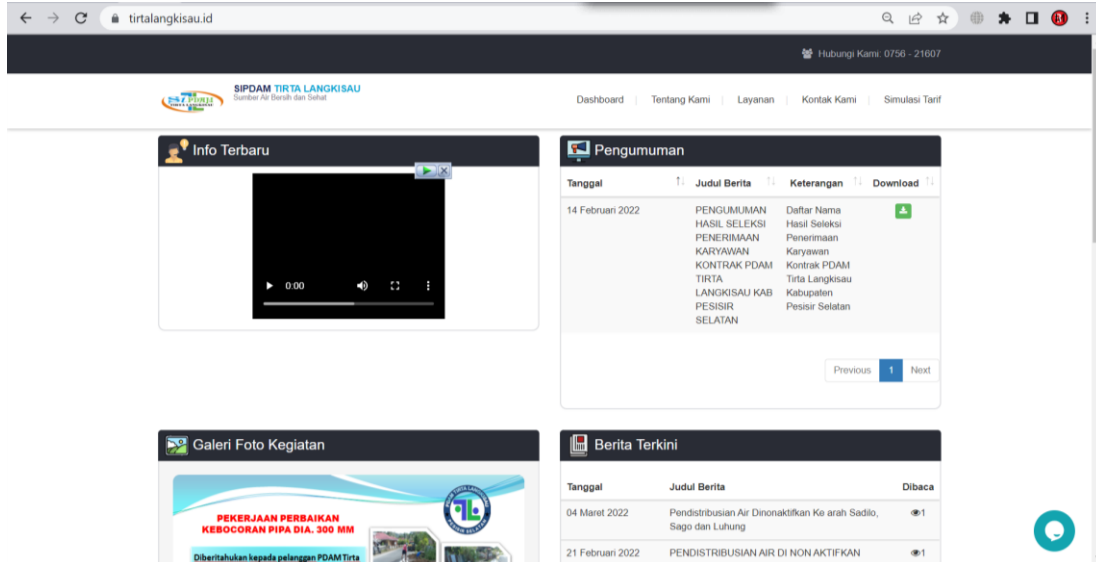 tirtalangkisau.id
Hubungi Kami: 0756 - 21607
SIPDAM TIRTA LANGKISAU
Sumber Air Bersih dan Sehat
Dashboard | Tentang Kami | Layanan | Kontak Kami | Simulasi Tarif
Info Terbaru
0:00
Pengumuman
Tanggal Judul Berita Keterangan Download
14 Februari 2022
PENGUMUMAN
HASIL SELEKSI
PENERIMAAN
KARYAWAN
KONTRAK PDAM
TIRTA
LANGKISAU KAB
PESISIR
SELATAN
Daftar Nama
Hasil Seleksi
Penerimaan
Karyawan
Kontrak PDAM
Tirta Langkisau
Kabupaten
Pesisir Selatan
Previous 1 Next
Galeri Foto Kegiatan
PEKERJAAN PERBAIKAN
KEBOCORAN PIPA DIA. 300 MM
Diberitahukan kepada pelanggan PDAM Tirta
Berita Terkini
Tanggal Judul Berita Dibaca
04 Maret 2022 Pendistribusian Air Dinonaktifkan Ke arah Sadilo, 1
Sago dan Luhung
21 Februari 2022 PENDISTRIBUSIAN AIR DI NON AKTIFKAN 1